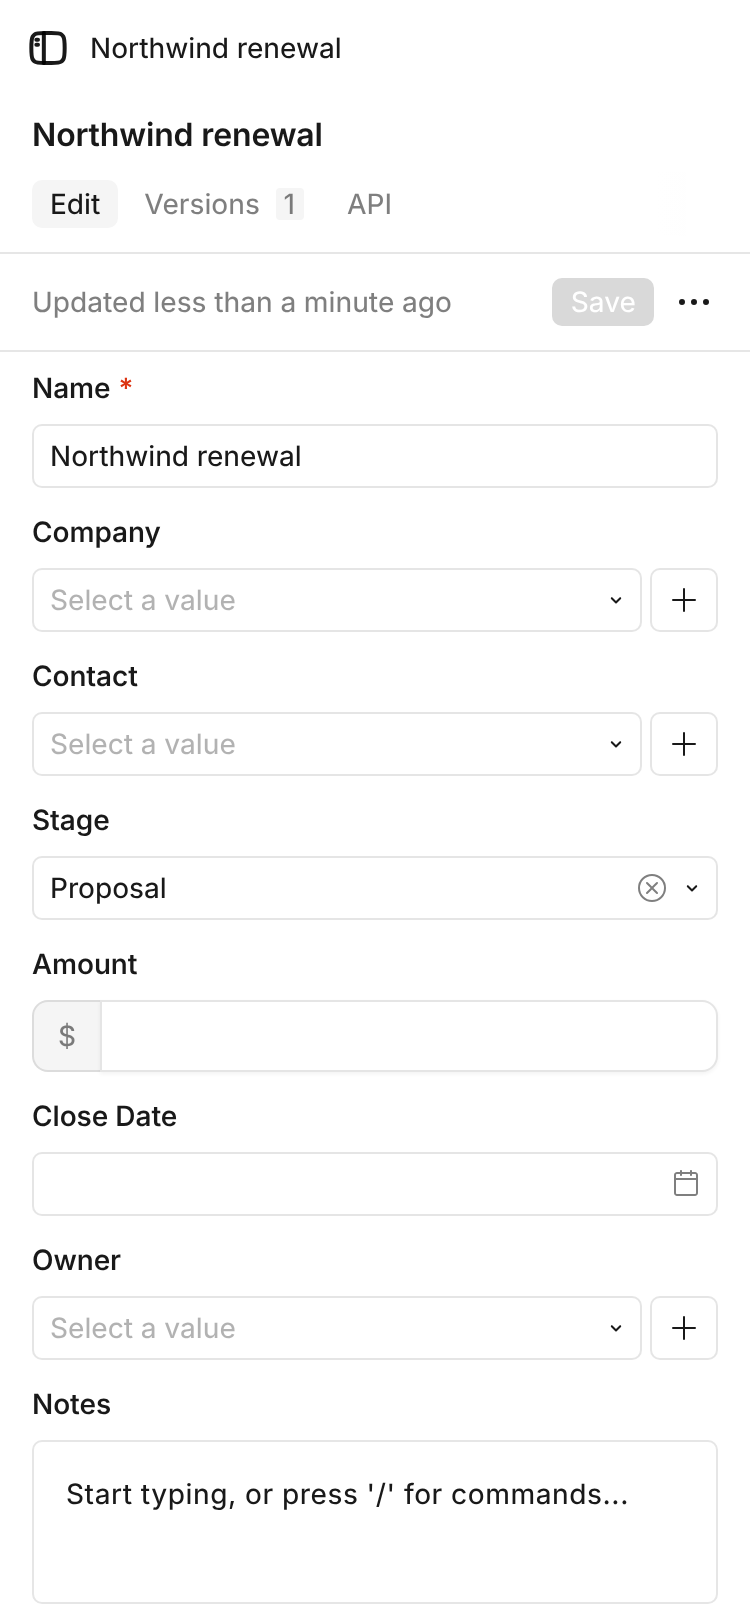 Northwind renewal
Northwind renewal
Edit Versions 1 API
Updated less than a minute ago Save
Name *
Northwind renewal
Company
Select a value
Contact
Select a value
Stage
Proposal
Amount
$
Close Date
Owner
Select a value
Notes
Start typing, or press '/' for commands...